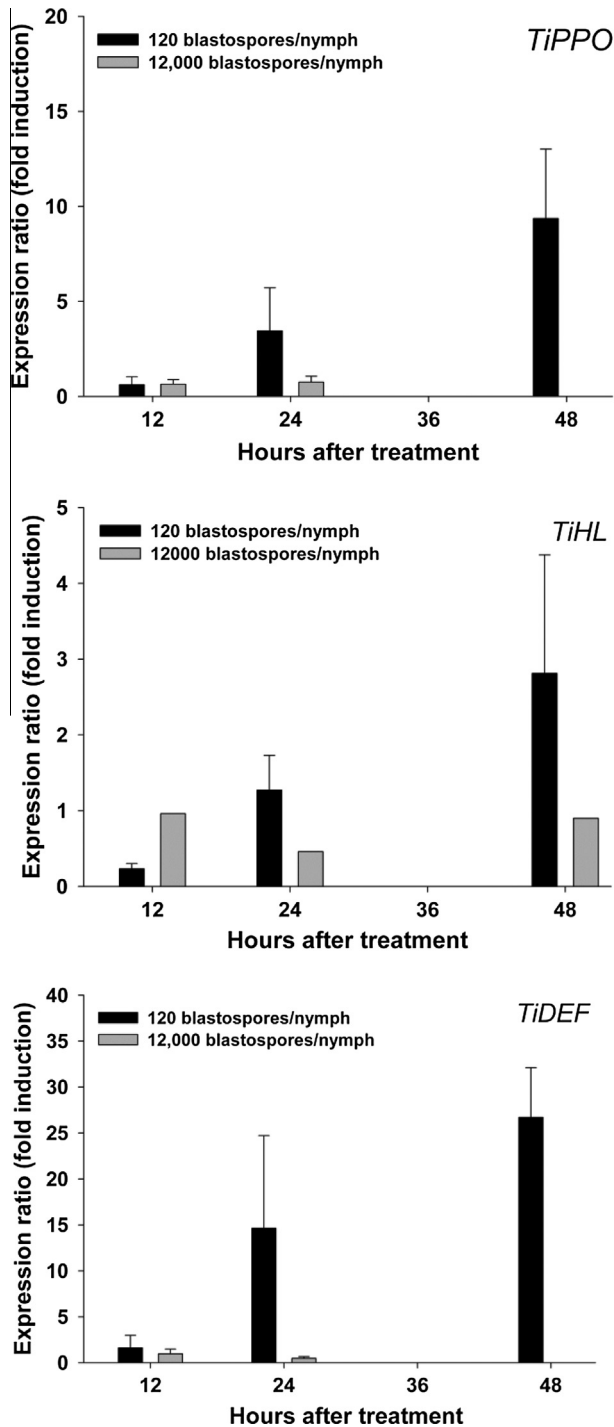 20
15
10
5
0
Expression ratio (fold induction)
120 blastospores/nymph
12,000 blastospores/nymph
TiPPO
12 24 36 48
Hours after treatment
5
4
3
2
1
0
Expression ratio (fold induction)
120 blastospores/nymph
12000 blastospores/nymph
TiHL
12 24 36 48
Hours after treatment
40
35
30
25
20
15
10
5
0
Expression ratio (fold induction)
120 blastospores/nymph
12,000 blastospores/nymph
TiDEF
12 24 36 48
Hours after treatment